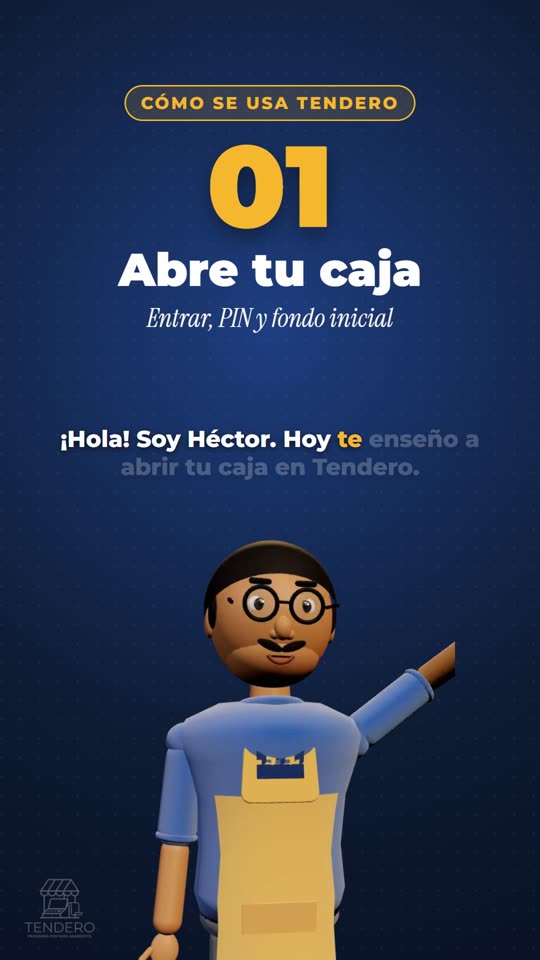 CÓMO SE USA TENDERO
01
Abre tu caja
Entrar, PIN y fondo inicial
¡Hola! Soy Héctor. Hoy te enseño a
abrir tu caja en Tendero.
TENDERO